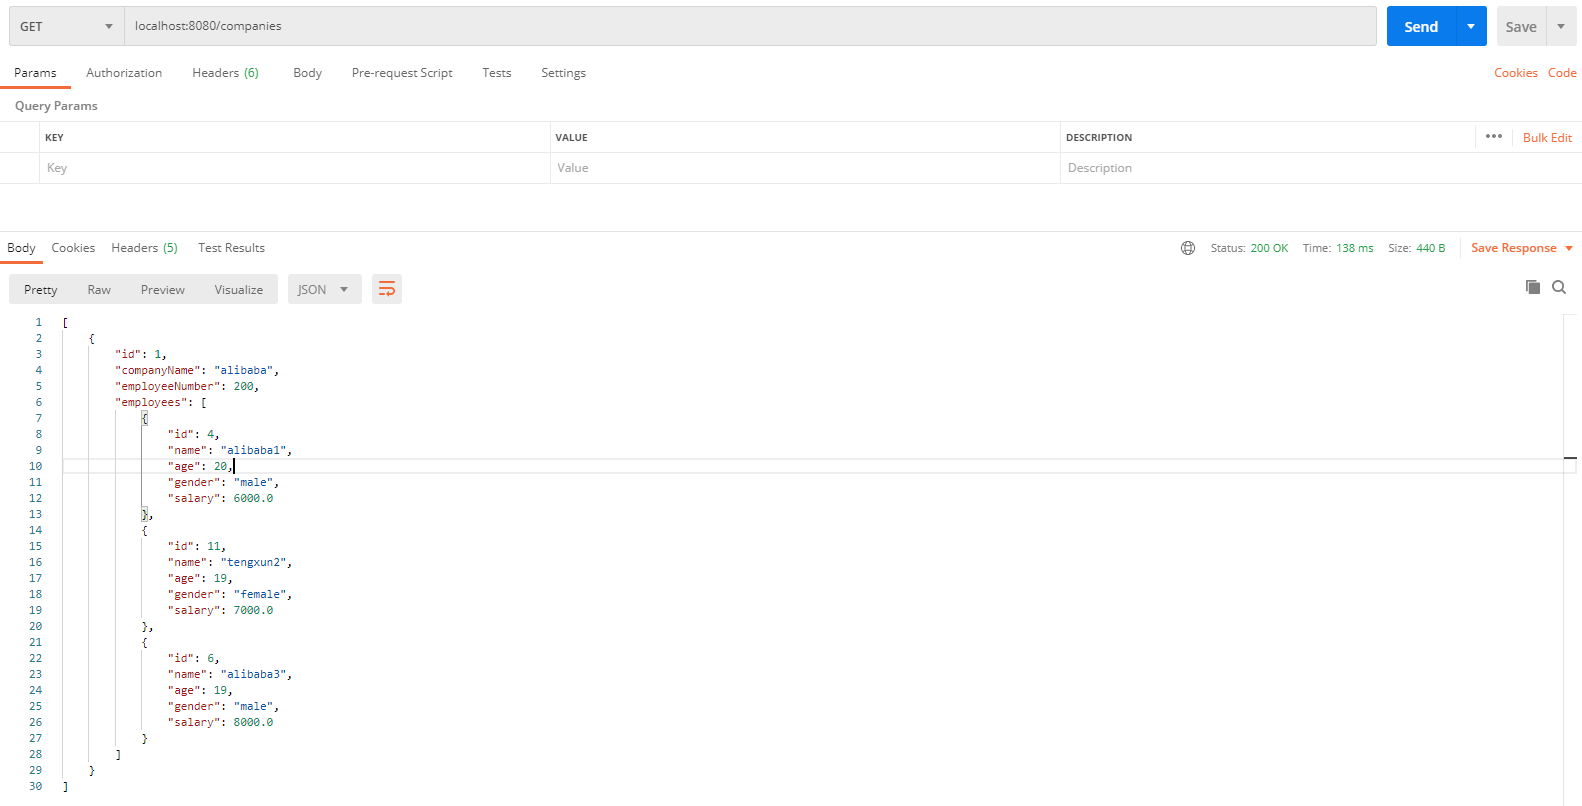 GET localhost:8080/companies Send Save
Params Authorization Headers (6) Body Pre-request Script Tests Settings Cookies Code
Query Params
KEY VALUE DESCRIPTION ••• Bulk Edit
Key Value Description
Body Cookies Headers (5) Test Results Status: 200 OK Time: 138 ms Size: 440 B Save Response
Pretty Raw Preview Visualize JSON
1 [
2 {
3 "id": 1,
4 "companyName": "alibaba",
5 "employeeNumber": 200,
6 "employees": [
7 {
8 "id": 4,
9 "name": "alibaba1",
10 "age": 20,
11 "gender": "male",
12 "salary": 6000.0
13 },
14 {
15 "id": 11,
16 "name": "tengxun2",
17 "age": 19,
18 "gender": "female",
19 "salary": 7000.0
20 },
21 {
22 "id": 6,
23 "name": "alibaba3",
24 "age": 19,
25 "gender": "male",
26 "salary": 8000.0
27 }
28 ]
29 }
30 ]